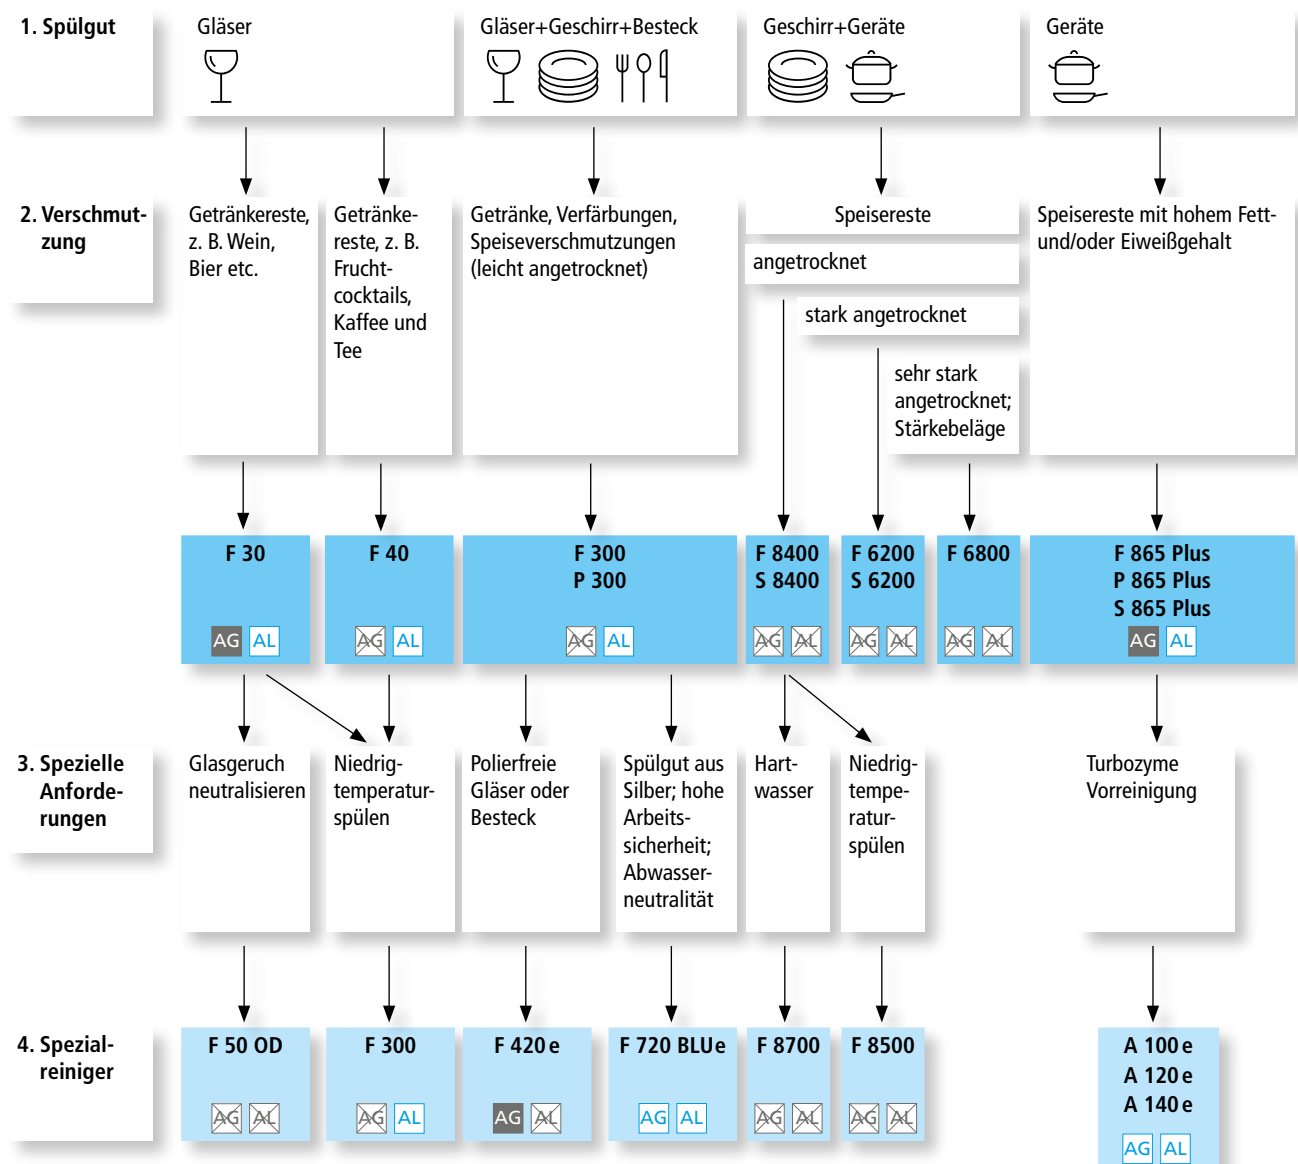 1. Spülgut
Gläser
Gläser+Geschirr+Besteck
Geschirr+Geräte
Geräte
2. Verschmut-
zung
Getränkereste,
z. B. Wein,
Bier etc.
Getränke-
reste, z. B.
Frucht-
cocktails,
Kaffee und
Tee
Getränke, Verfärbungen,
Speiseverschmutzungen
(leicht angetrocknet)
Speisereste
angetrocknet
stark angetrocknet
sehr stark
angetrocknet;
Stärkebeläge
Speisereste mit hohem Fett-
und/oder Eiweißgehalt
F 30
AG AL
F 40
AG AL
F 300
P 300
AG AL
F 8400
S 8400
AG AL
F 6200
S 6200
AG AL
F 6800
AG AL
F 865 Plus
P 865 Plus
S 865 Plus
AG AL
3. Spezielle
Anforde-
rungen
Glasgeruch
neutralisieren
Niedrig-
temperatur-
spülen
Polierfreie
Gläser oder
Besteck
Spülgut aus
Silber; hohe
Arbeits-
sicherheit;
Abwasser-
neutralität
Hart-
wasser
Niedrig-
tempe-
ratur-
spülen
Turbozyme
Vorreinigung
4. Spezial-
reiniger
F 50 OD
AG AL
F 300
AG AL
F 420 e
AG AL
F 720 BLUe
AG AL
F 8700
AG AL
F 8500
AG AL
A 100 e
A 120 e
A 140 e
AG AL